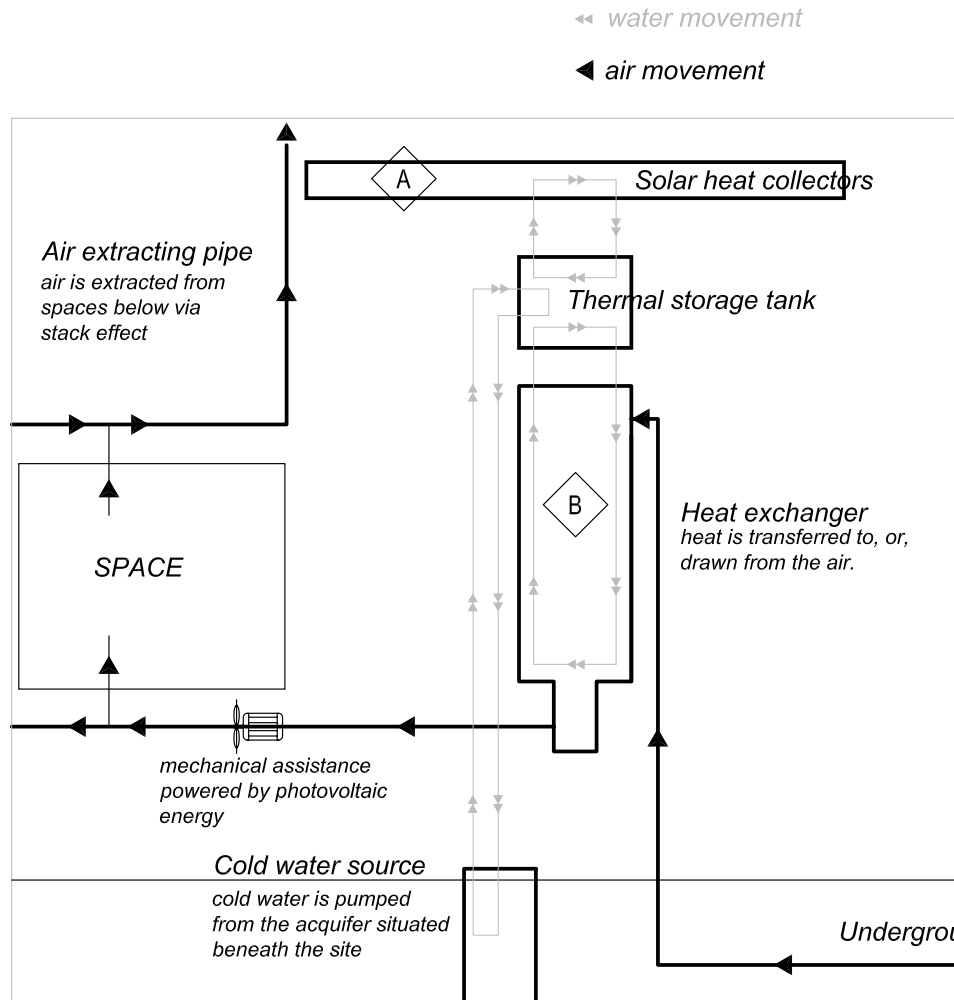 water movement
air movement
A
Solar heat collectors
Air extracting pipe
air is extracted from
spaces below via
stack effect
Thermal storage tank
B
Heat exchanger
heat is transferred to, or,
drawn from the air.
SPACE
mechanical assistance
powered by photovoltaic
energy
Cold water source
cold water is pumped
from the acquifer situated
beneath the site